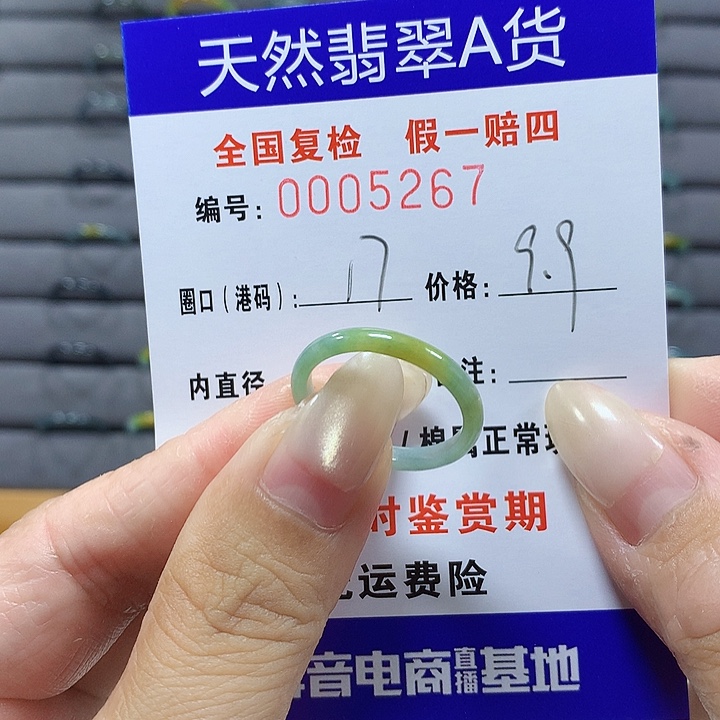 天然翡翠A货
全国复检 假一赔四
编号: 0005267
圈口(港码): 17 价格: 9.9
内直径 注:
/棉属正常
时鉴赏期
运费险
音电商直播基地